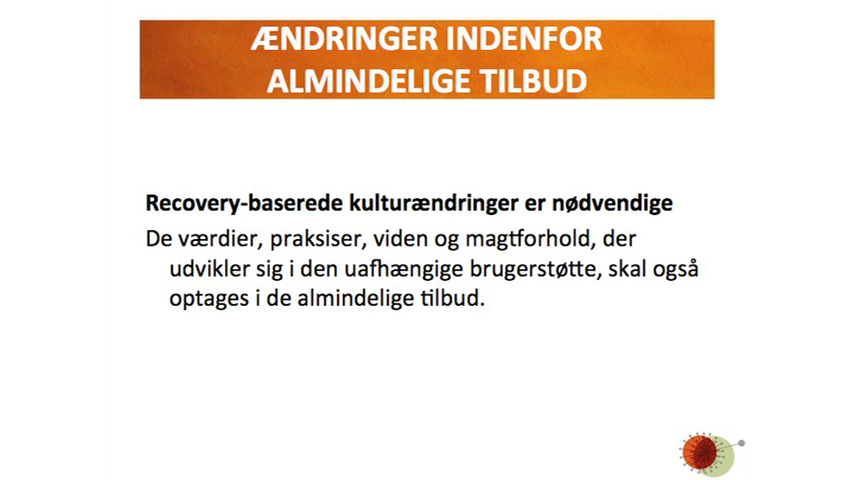 ÆNDRINGER INDENFOR
ALMINDELIGE TILBUD
Recovery-baserede kulturændringer er nødvendige
De værdier, praksiser, viden og magtforhold, der
udvikler sig i den uafhængige brugerstøtte, skal også
optages i de almindelige tilbud.